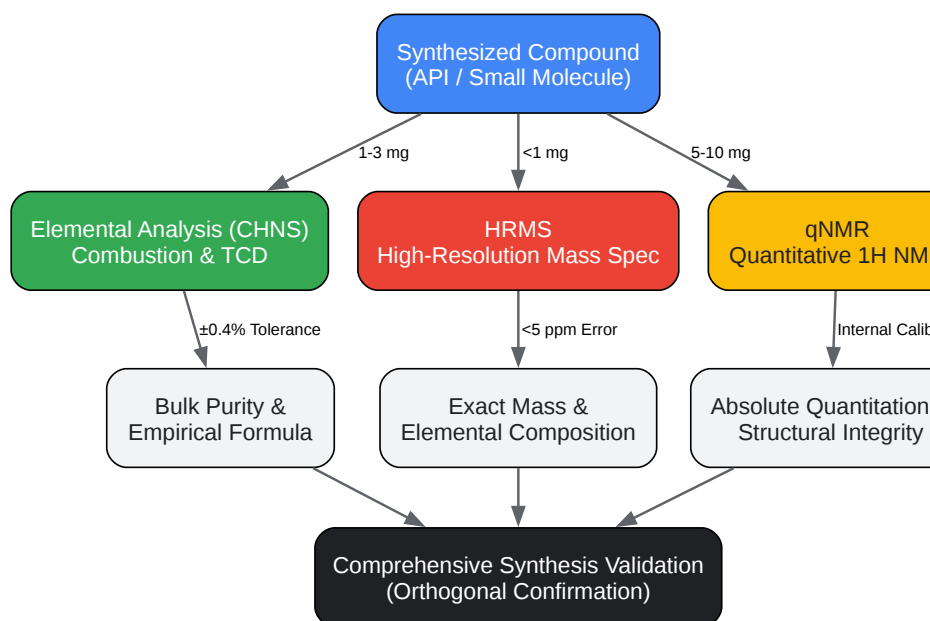 Synthesized Compound
(API / Small Molecule)
1-3 mg
<1 mg
5-10 mg
Elemental Analysis (CHNS)
Combustion & TCD
HRMS
High-Resolution Mass Spec
qNMR
Quantitative 1H NM
±0.4% Tolerance
<5 ppm Error
Internal Calib
Bulk Purity &
Empirical Formula
Exact Mass &
Elemental Composition
Absolute Quantitation
Structural Integrity
Comprehensive Synthesis Validation
(Orthogonal Confirmation)